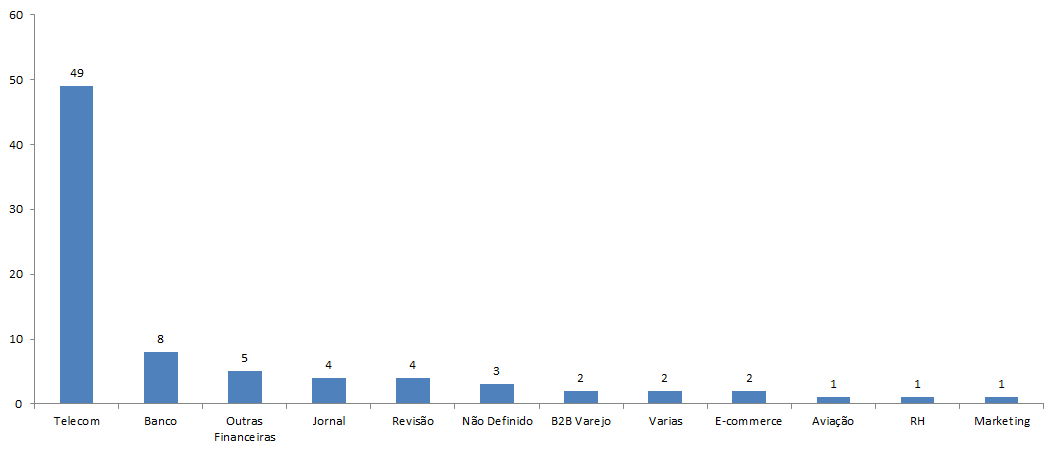 60
50
40
30
20
10
0
49
8
5
4
4
3
2
2
2
1
1
1
Telecom
Banco
Outras
Financeiras
Jornal
Revisão
Não Definido
B2B Varejo
Varias
E-commerce
Aviação
RH
Marketing